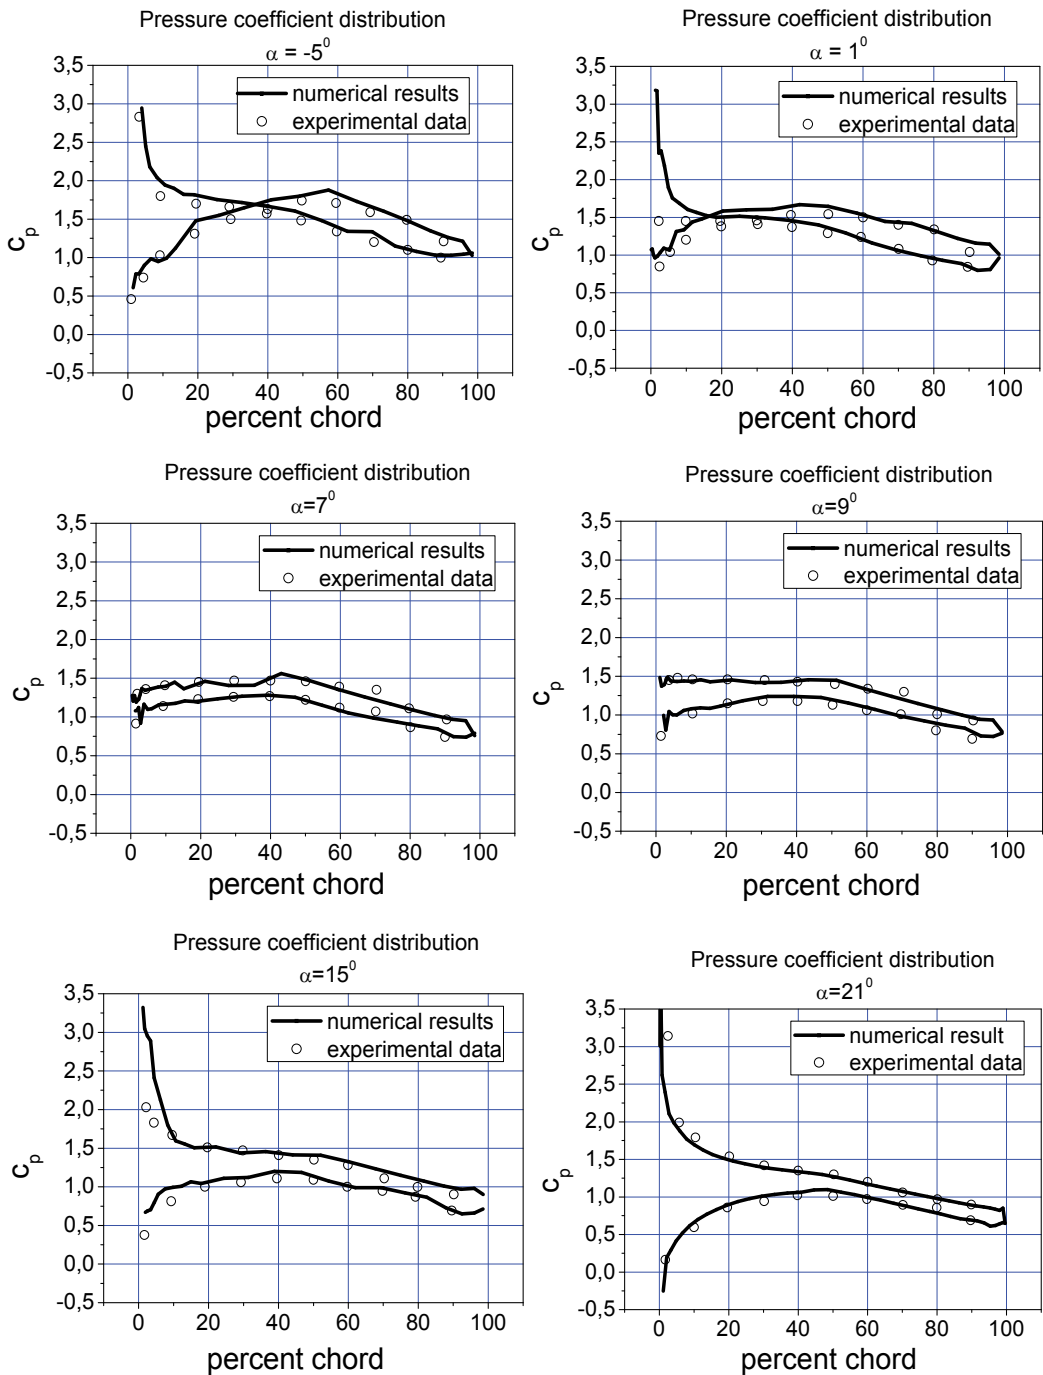 Pressure coefficient distribution
α = -5⁰
3,5
3,0
2,5
2,0
1,5
1,0
0,5
0,0
-0,5
cp
numerical results
experimental data
0 20 40 60 80 100
percent chord
Pressure coefficient distribution
α = 1⁰
3,5
3,0
2,5
2,0
1,5
1,0
0,5
0,0
-0,5
cp
numerical results
experimental data
0 20 40 60 80 100
percent chord
Pressure coefficient distribution
α=7⁰
3,5
3,0
2,5
2,0
1,5
1,0
0,5
0,0
-0,5
cp
numerical results
experimental data
0 20 40 60 80 100
percent chord
Pressure coefficient distribution
α=9⁰
3,5
3,0
2,5
2,0
1,5
1,0
0,5
0,0
-0,5
cp
numerical results
experimental data
0 20 40 60 80 100
percent chord
Pressure coefficient distribution
α=15⁰
3,5
3,0
2,5
2,0
1,5
1,0
0,5
0,0
-0,5
cp
numerical results
experimental data
0 20 40 60 80 100
percent chord
Pressure coefficient distribution
α=21⁰
3,5
3,0
2,5
2,0
1,5
1,0
0,5
0,0
-0,5
cp
numerical result
experimental data
0 20 40 60 80 100
percent chord